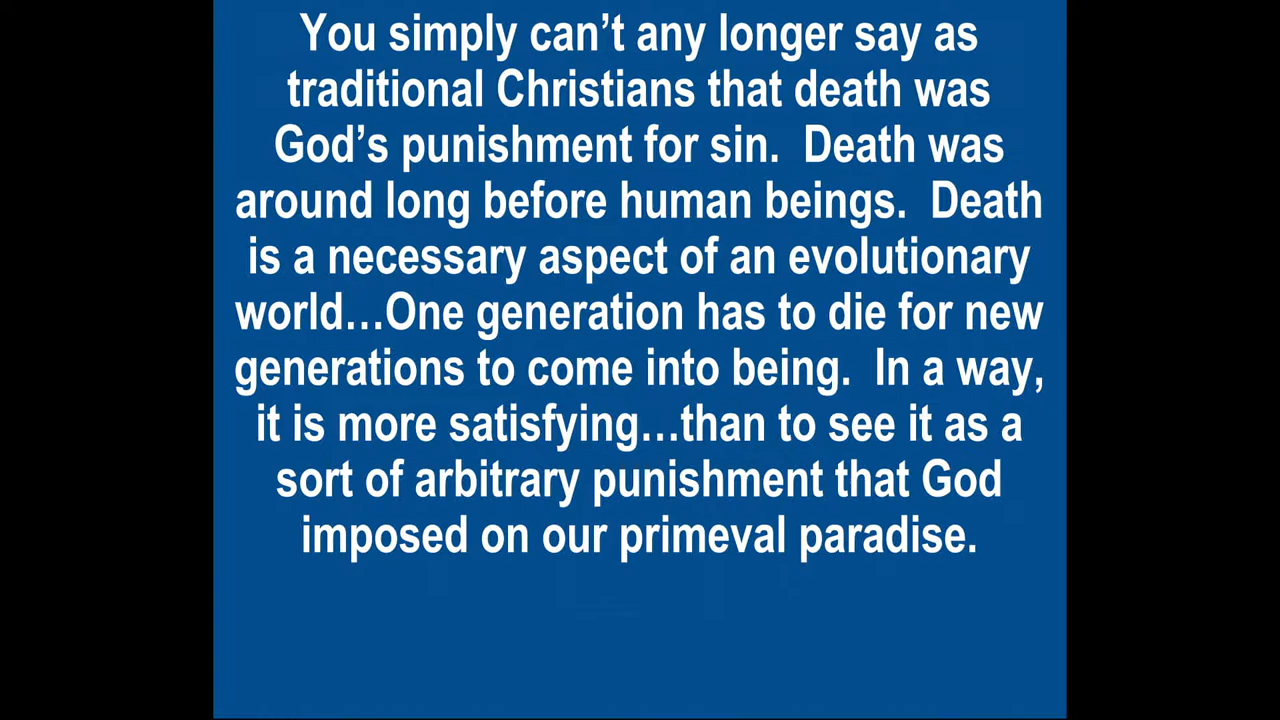 You simply can’t any longer say as
traditional Christians that death was
God’s punishment for sin.  Death was
around long before human beings.  Death
is a necessary aspect of an evolutionary
world…One generation has to die for new
generations to come into being.  In a way,
it is more satisfying…than to see it as a
sort of arbitrary punishment that God
imposed on our primeval paradise.